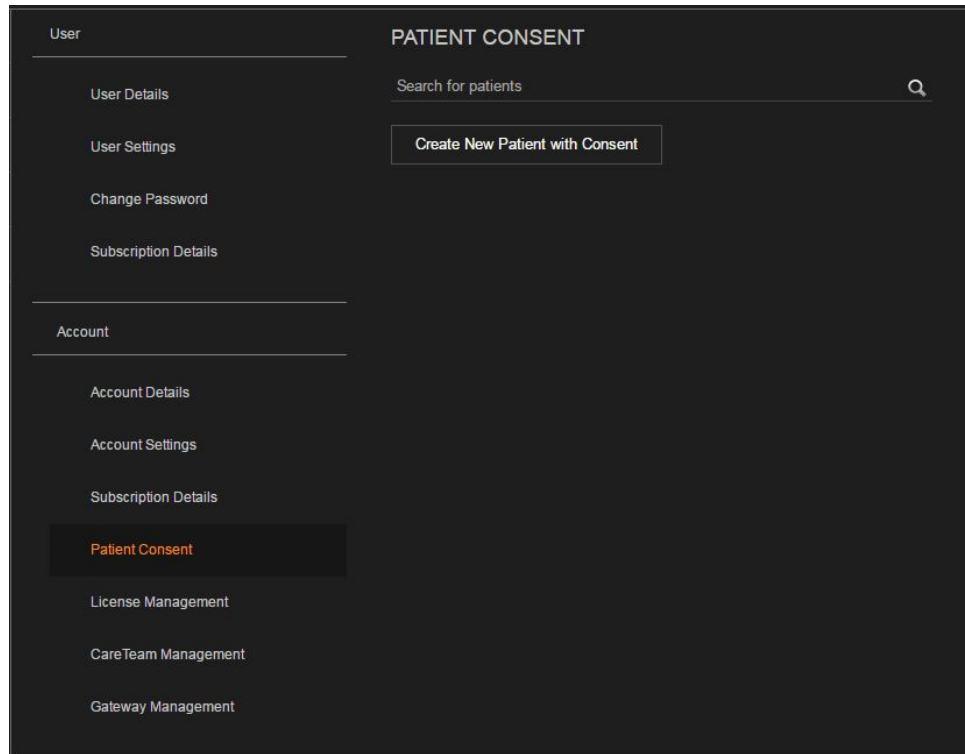 User
User Details
User Settings
Change Password
Subscription Details
Account
Account Details
Account Settings
Subscription Details
Patient Consent
License Management
CareTeam Management
Gateway Management
PATIENT CONSENT
Search for patients
Create New Patient with Consent